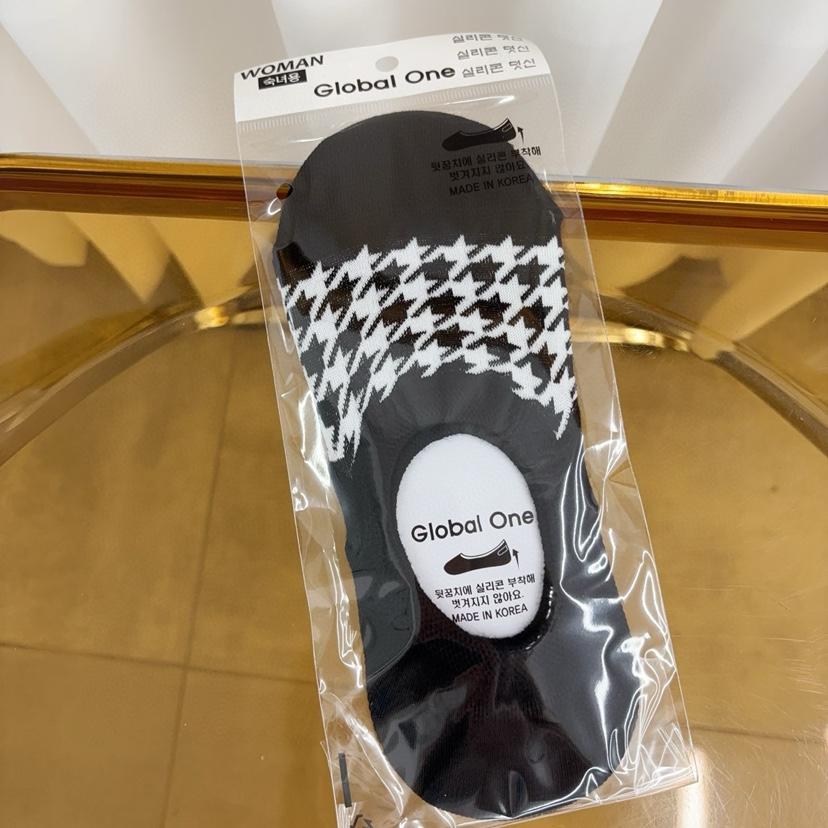 WOMAN
숙녀용
Global One
실리콘 덧신
실리콘 덧신
실리콘 덧신
뒷꿈치에 실리콘 부착해
벗겨지지 않아요.
MADE IN KOREA
Global One
뒷꿈치에 실리콘 부착해
벗겨지지 않아요.
MADE IN KOREA